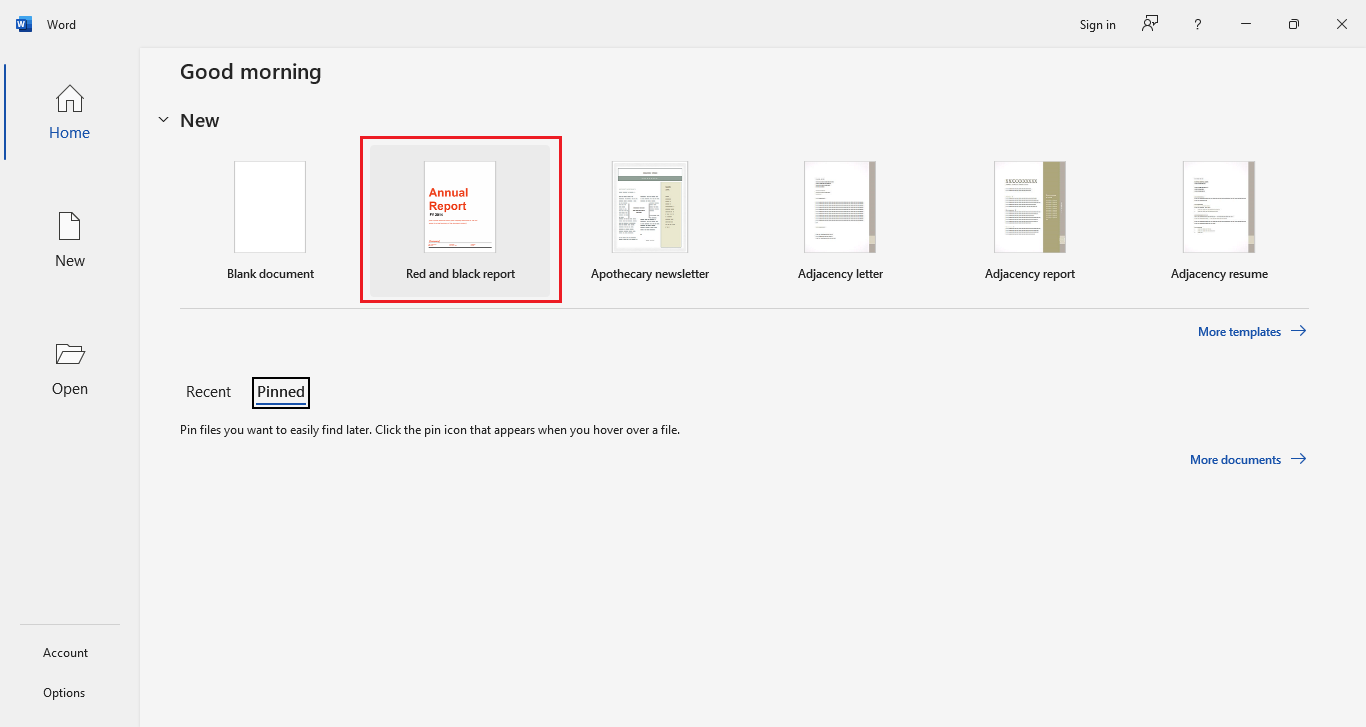 Word
Sign in
?
Good morning
New
Home
New
Open
Account
Options
Annual
Report
Blank document
Red and black report
Apothecary newsletter
Adjacency letter
Adjacency report
Adjacency resume
More templates
Recent
Pinned
Pin files you want to easily find later. Click the pin icon that appears when you hover over a file.
More documents